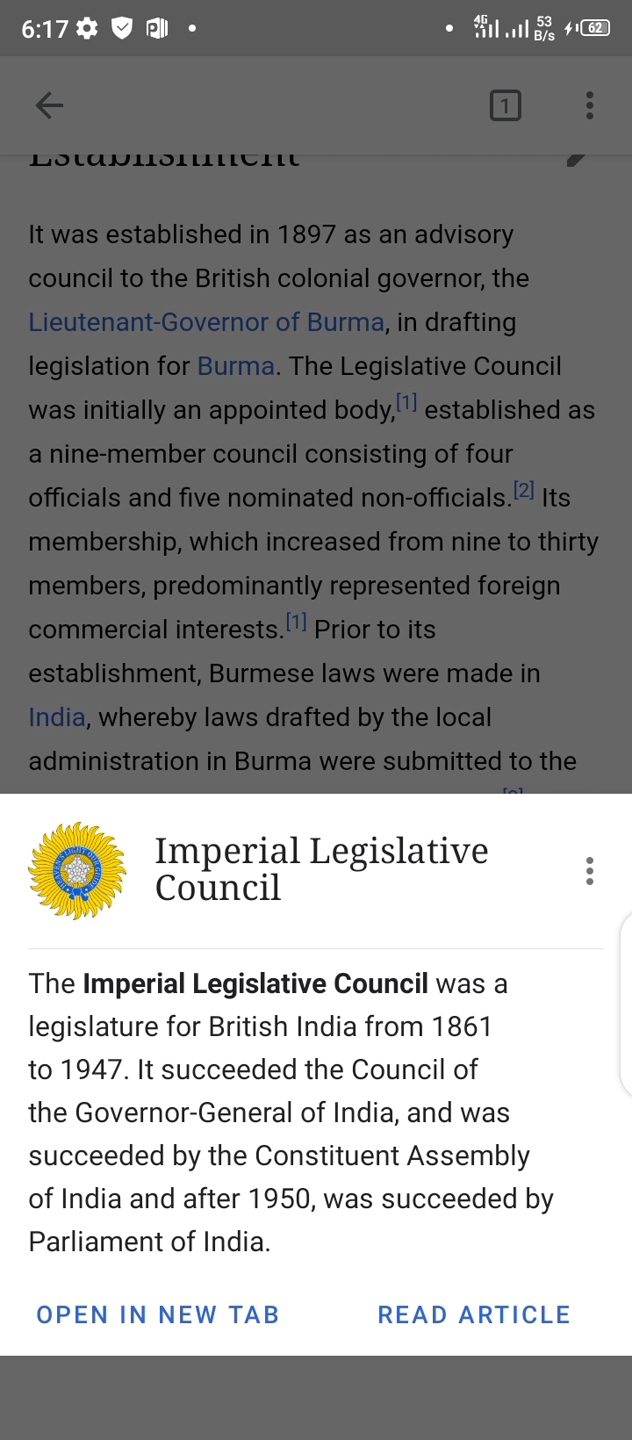 6:17
4G
53
B/s
62
1
Establishment
It was established in 1897 as an advisory
council to the British colonial governor, the
Lieutenant-Governor of Burma, in drafting
legislation for Burma. The Legislative Council
was initially an appointed body,[1] established as
a nine-member council consisting of four
officials and five nominated non-officials.[2] Its
membership, which increased from nine to thirty
members, predominantly represented foreign
commercial interests.[1] Prior to its
establishment, Burmese laws were made in
India, whereby laws drafted by the local
administration in Burma were submitted to the
Imperial Legislative
Council
The Imperial Legislative Council was a
legislature for British India from 1861
to 1947. It succeeded the Council of
the Governor-General of India, and was
succeeded by the Constituent Assembly
of India and after 1950, was succeeded by
Parliament of India.
OPEN IN NEW TAB READ ARTICLE